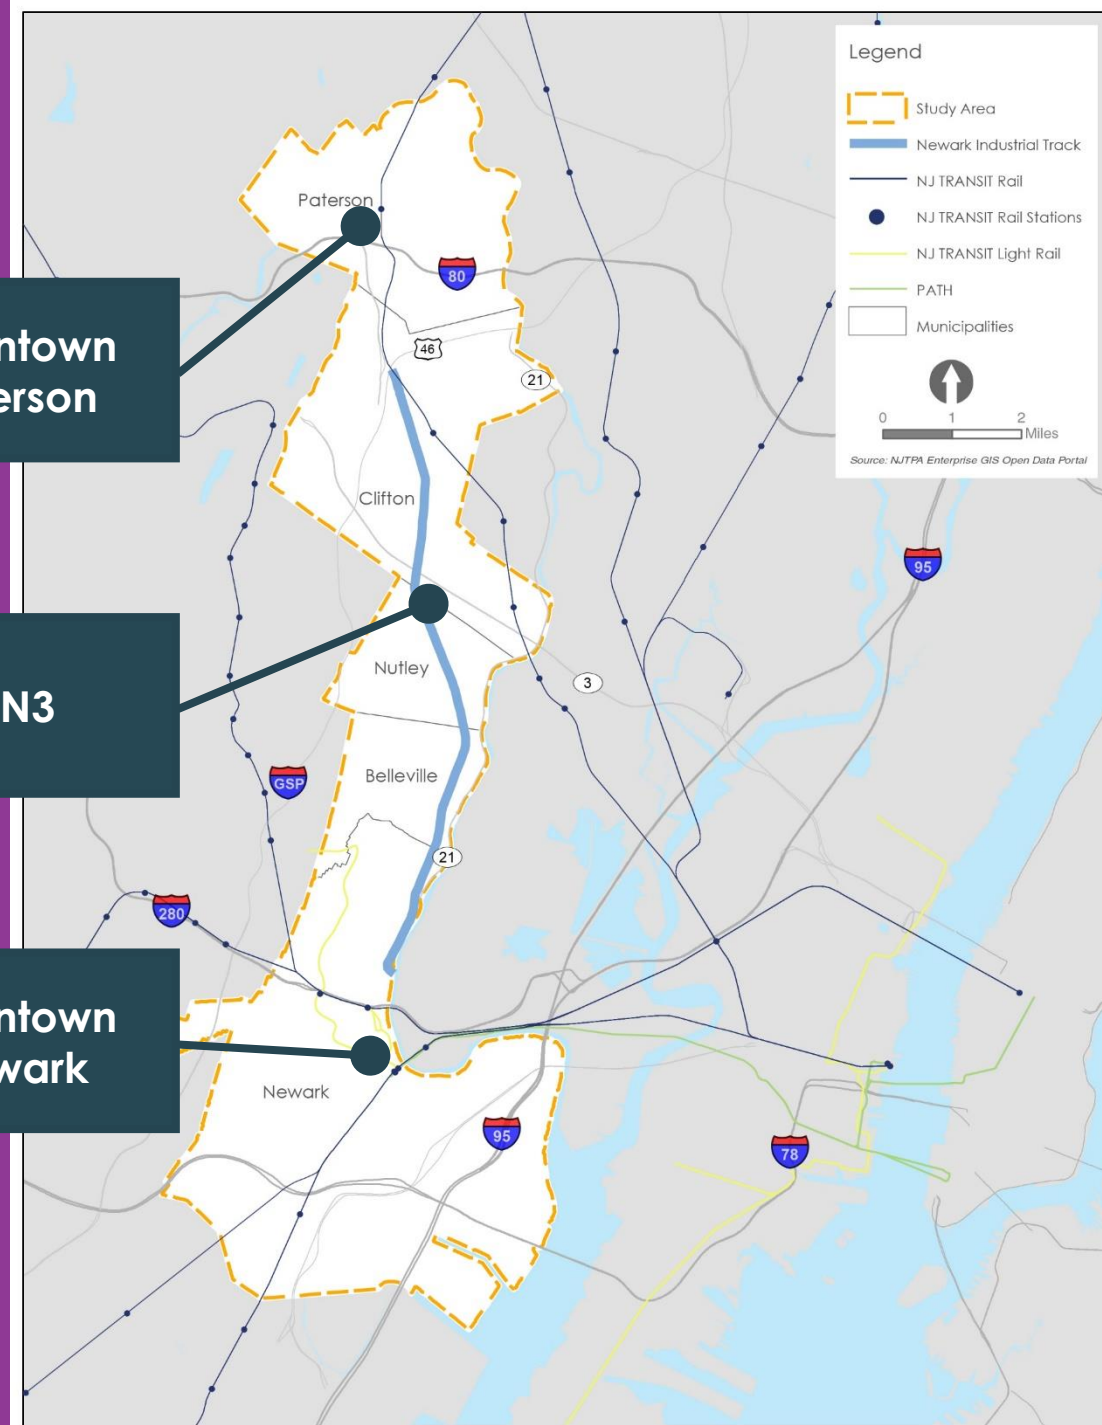 Legend
Study Area
Newark Industrial Track
NJ TRANSIT Rail
NJ TRANSIT Rail Stations
NJ TRANSIT Light Rail
PATH
Municipalities
0 1 2
Miles
Source: NJTPA Enterprise GIS Open Data Portal
Paterson
80
ntown
erson
46
21
Clifton
95
N3
Nutley
3
Belleville
GSP
21
280
ntown
wark
Newark
95
78